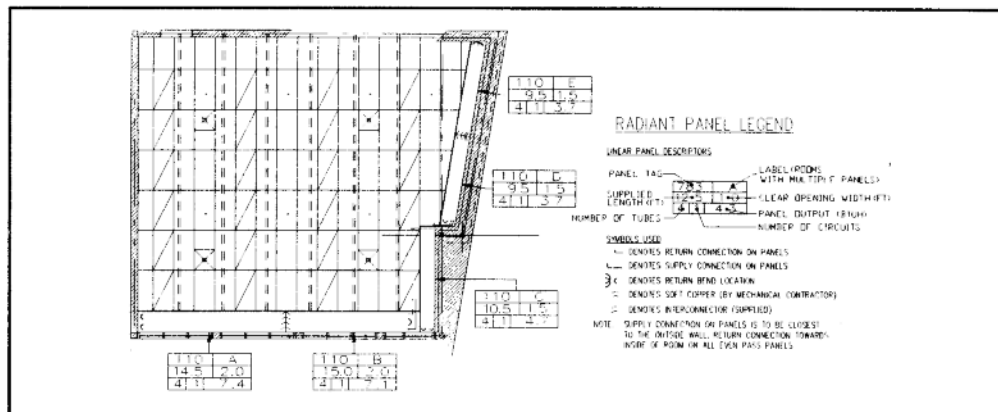 110 E
9.5 1.5
4 1 3.7
110 D
9.5 1.5
4 1 3.7
110 C
10.5 1.5
4 1 4.7
110 A
14.5 2.0
4 1 7.4
110 B
15.0 2.0
4 1 7.1
RADIANT PANEL LEGEND
LINEAR PANEL DESCRIPTORS
PANEL TAG
LABEL (ROOMS
WITH MULTIPLE PANELS)
SUPPLIED
LENGTH (FT)
CLEAR OPENING WIDTH (FT)
NUMBER OF TUBES
PANEL OUTPUT (BTUH)
NUMBER OF CIRCUITS
SYMBOLS USED
DENOTES RETURN CONNECTION ON PANELS
DENOTES SUPPLY CONNECTION ON PANELS
DENOTES RETURN BEND LOCATION
DENOTES SOFT COPPER (BY MECHANICAL CONTRACTOR)
DENOTES INTERCONNECTOR (SUPPLIED)
NOTE SUPPLY CONNECTION ON PANELS IS TO BE CLOSEST
TO THE OUTSIDE WALL, RETURN CONNECTION TOWARDS
INSIDE OF ROOM ON ALL EVEN PASS PANELS